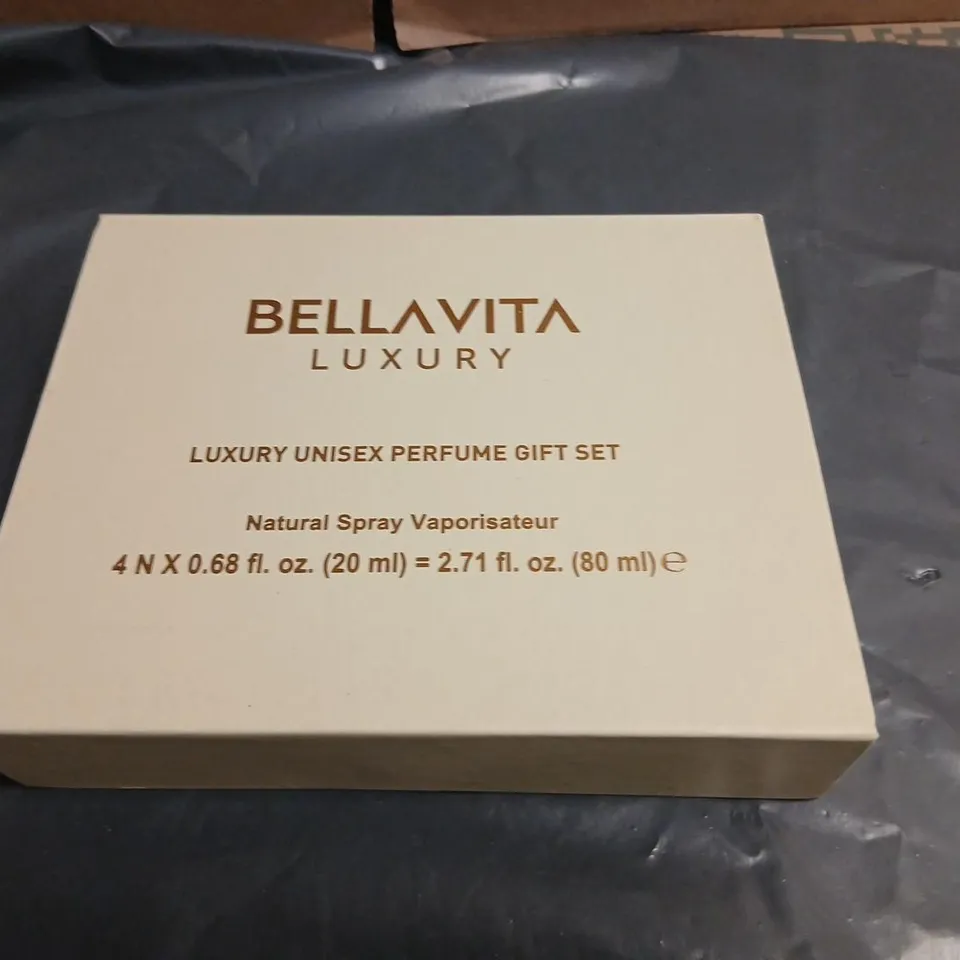 BELLAVITA
LUXURY
LUXURY UNISEX PERFUME GIFT SET
Natural Spray Vaporisateur
4 N X 0.68 fl. oz. (20 ml) = 2.71 fl. oz. (80 ml) ℮